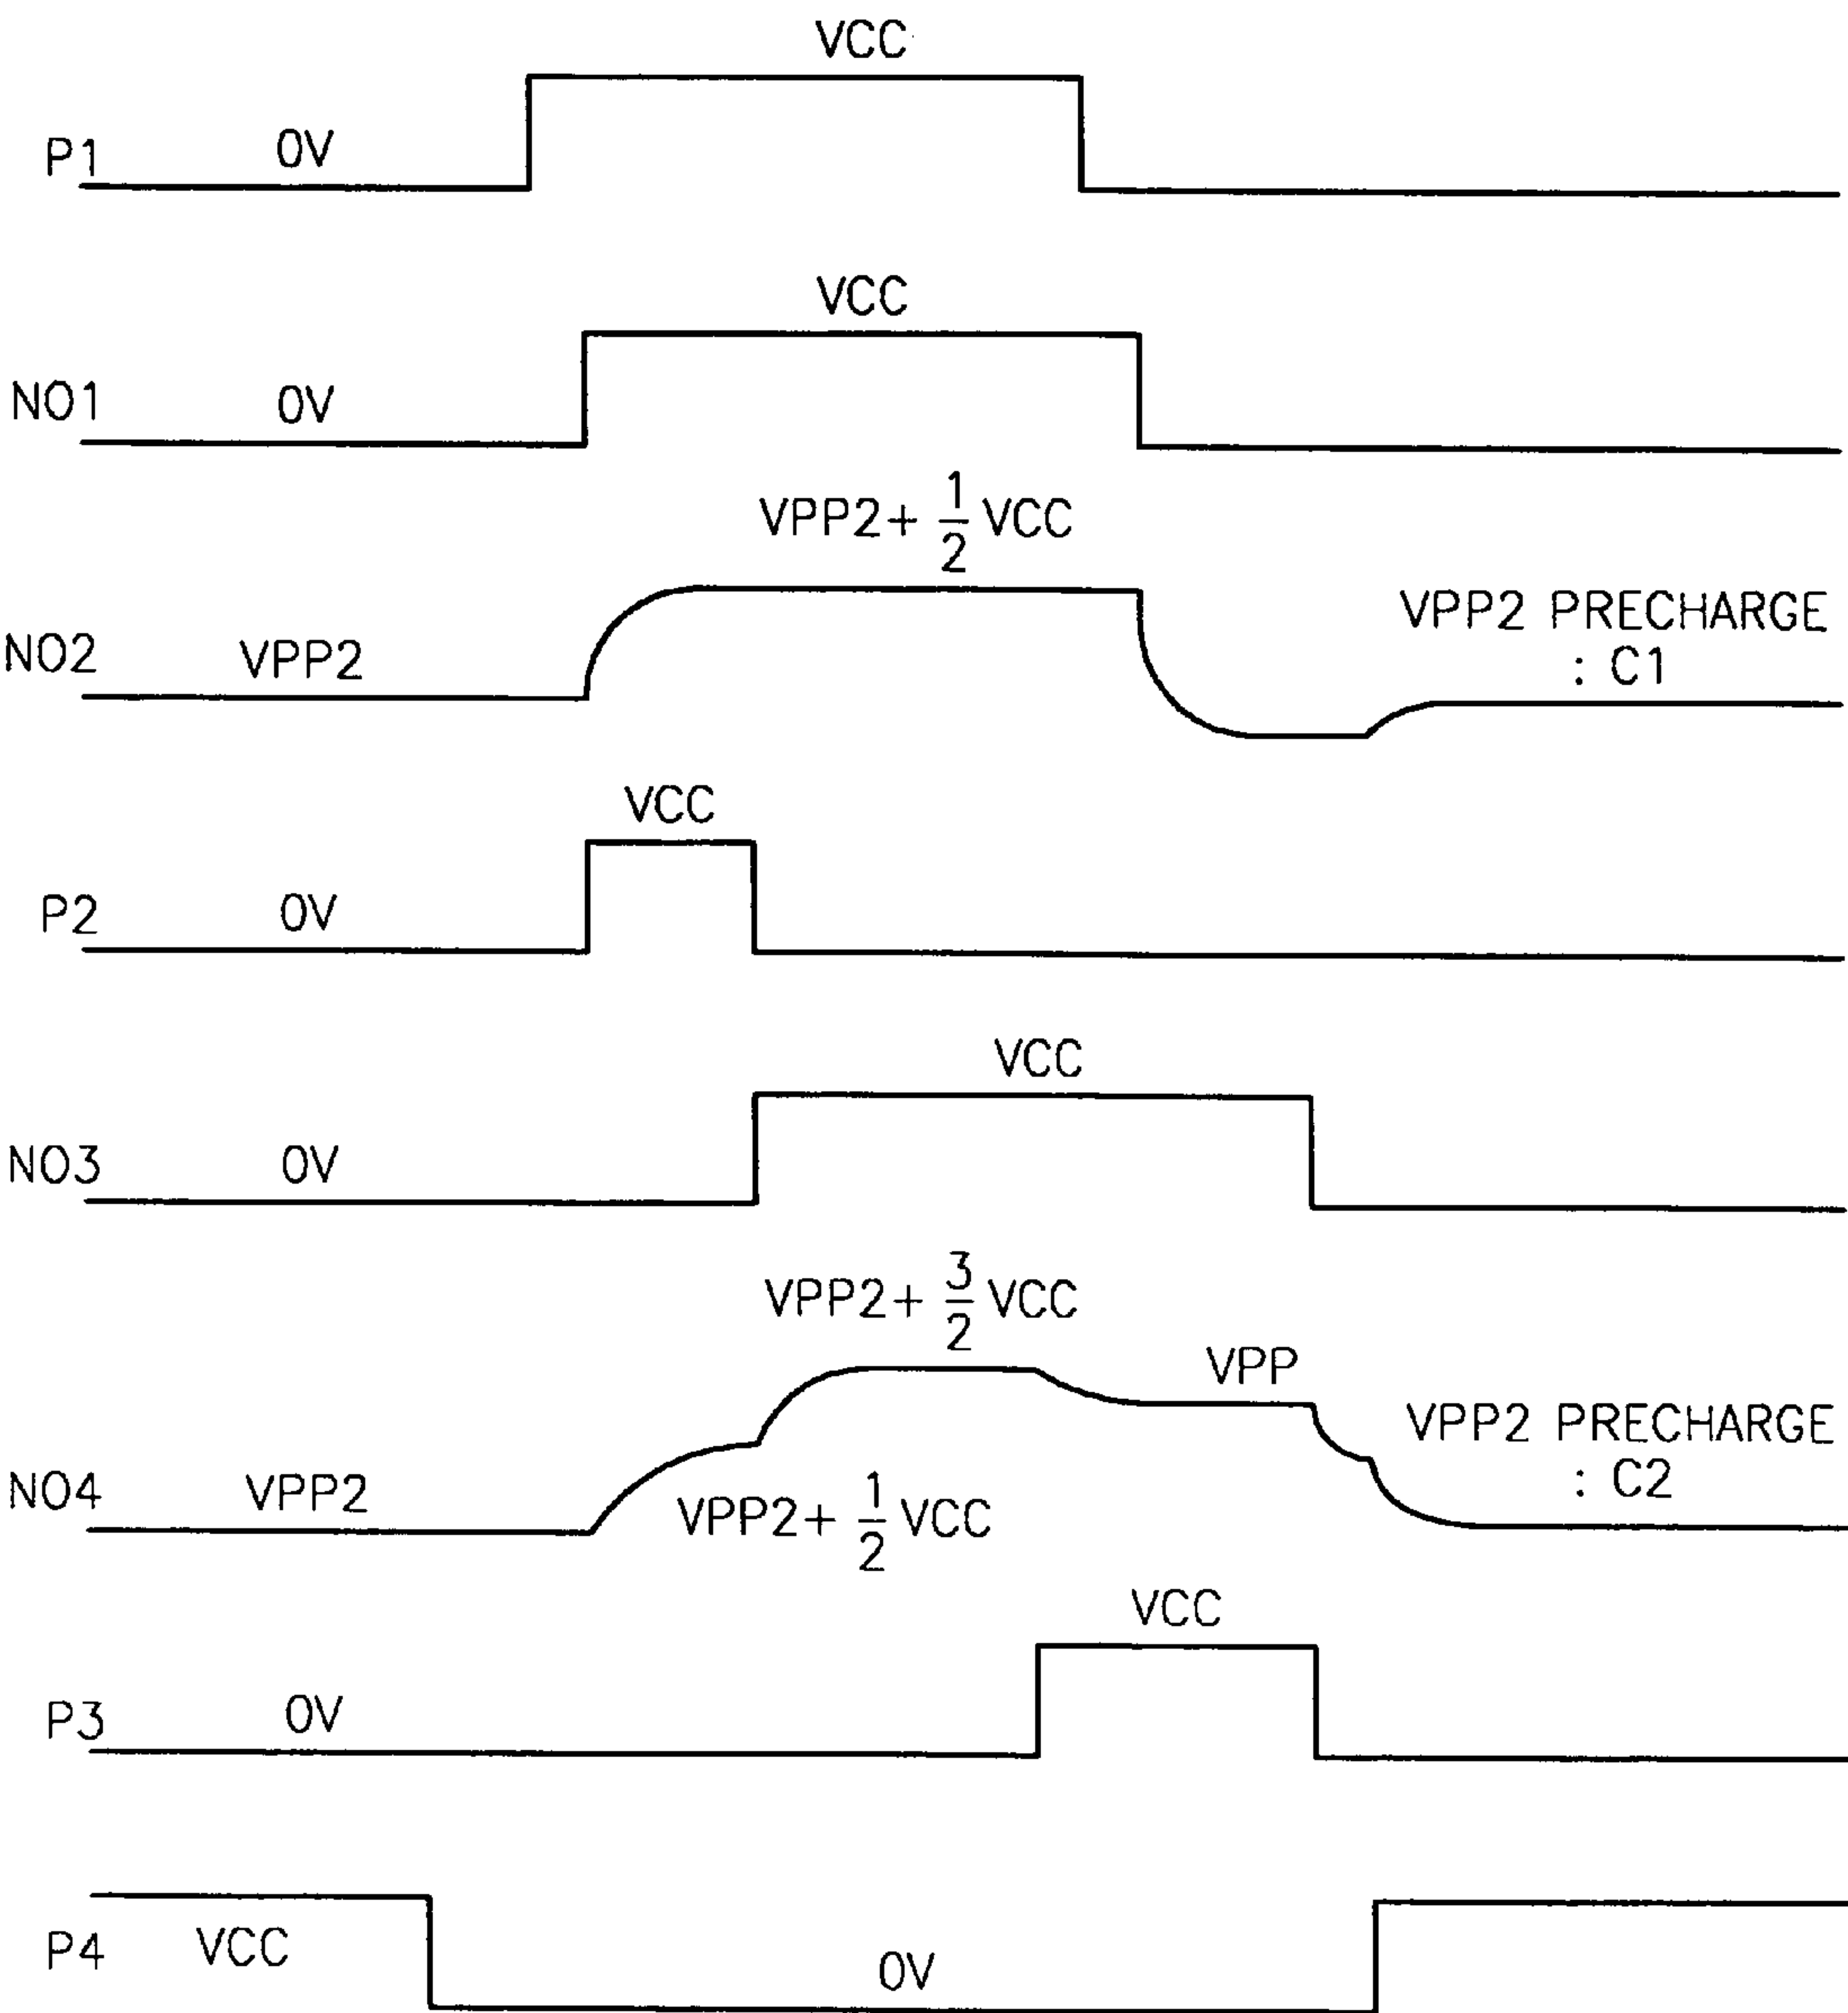 VCC
P1 0V
VCC
NO1 0V
VPP2+ 1/2 VCC
NO2 VPP2
VPP2 PRECHARGE
: C1
VCC
P2 0V
VCC
NO3 0V
VPP2+ 3/2 VCC
VPP
VPP2 PRECHARGE
: C2
NO4 VPP2
VPP2+ 1/2 VCC
VCC
P3 0V
P4 VCC
0V